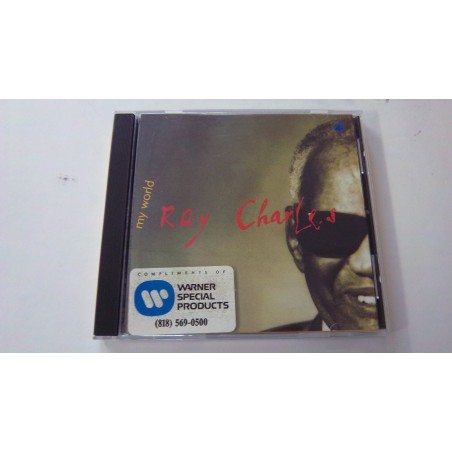 my world
Ray Charles
COMPLIMENTS OF
WARNER
SPECIAL
PRODUCTS
(818) 569-0500